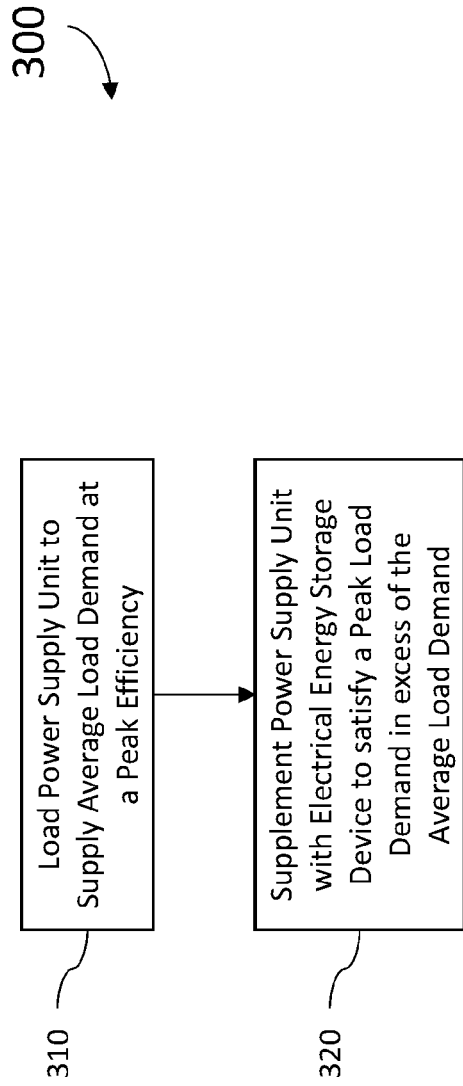 300
310
Load Power Supply Unit to
Supply Average Load Demand at
a Peak Efficiency
320
Supplement Power Supply Unit
with Electrical Energy Storage
Device to satisfy a Peak Load
Demand in excess of the
Average Load Demand